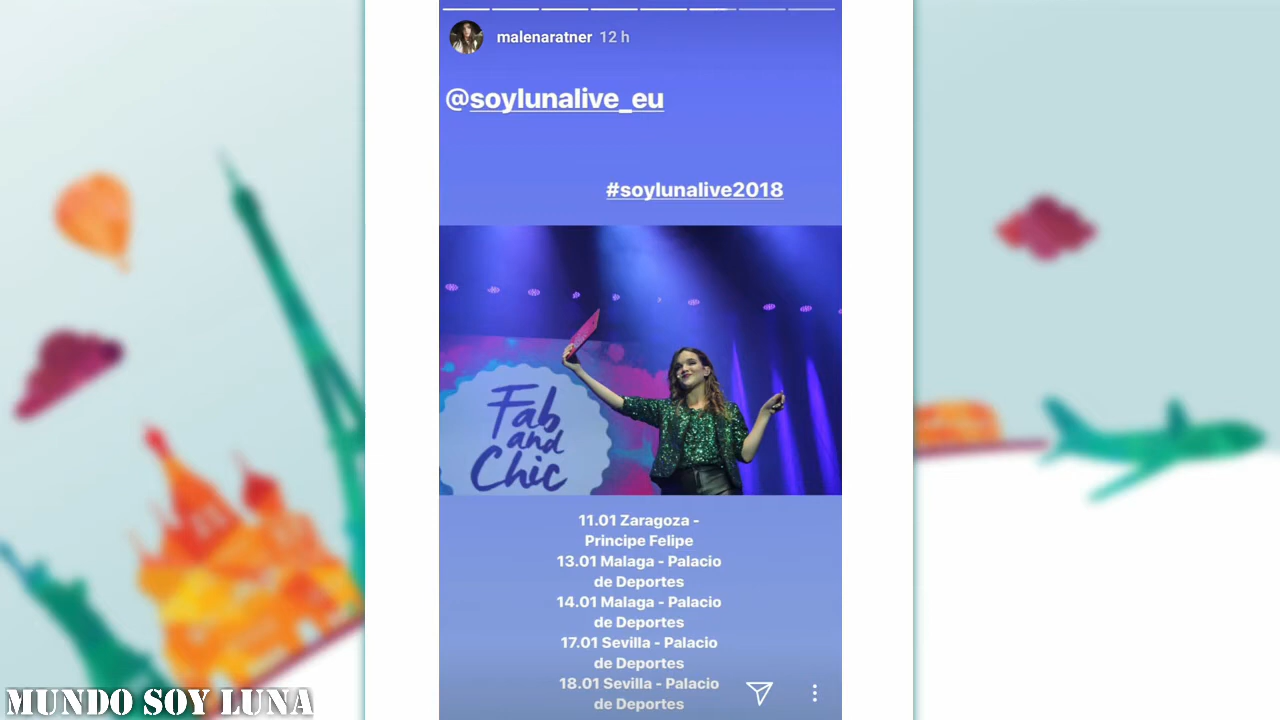 malenaratner 12 h
@soylunalive_eu
#soylunalive2018
Fab
and
Chic
11.01 Zaragoza -
Principe Felipe
13.01 Malaga - Palacio
de Deportes
14.01 Malaga - Palacio
de Deportes
17.01 Sevilla - Palacio
de Deportes
18.01 Sevilla - Palacio
de Deportes
MUNDO SOY LUNA